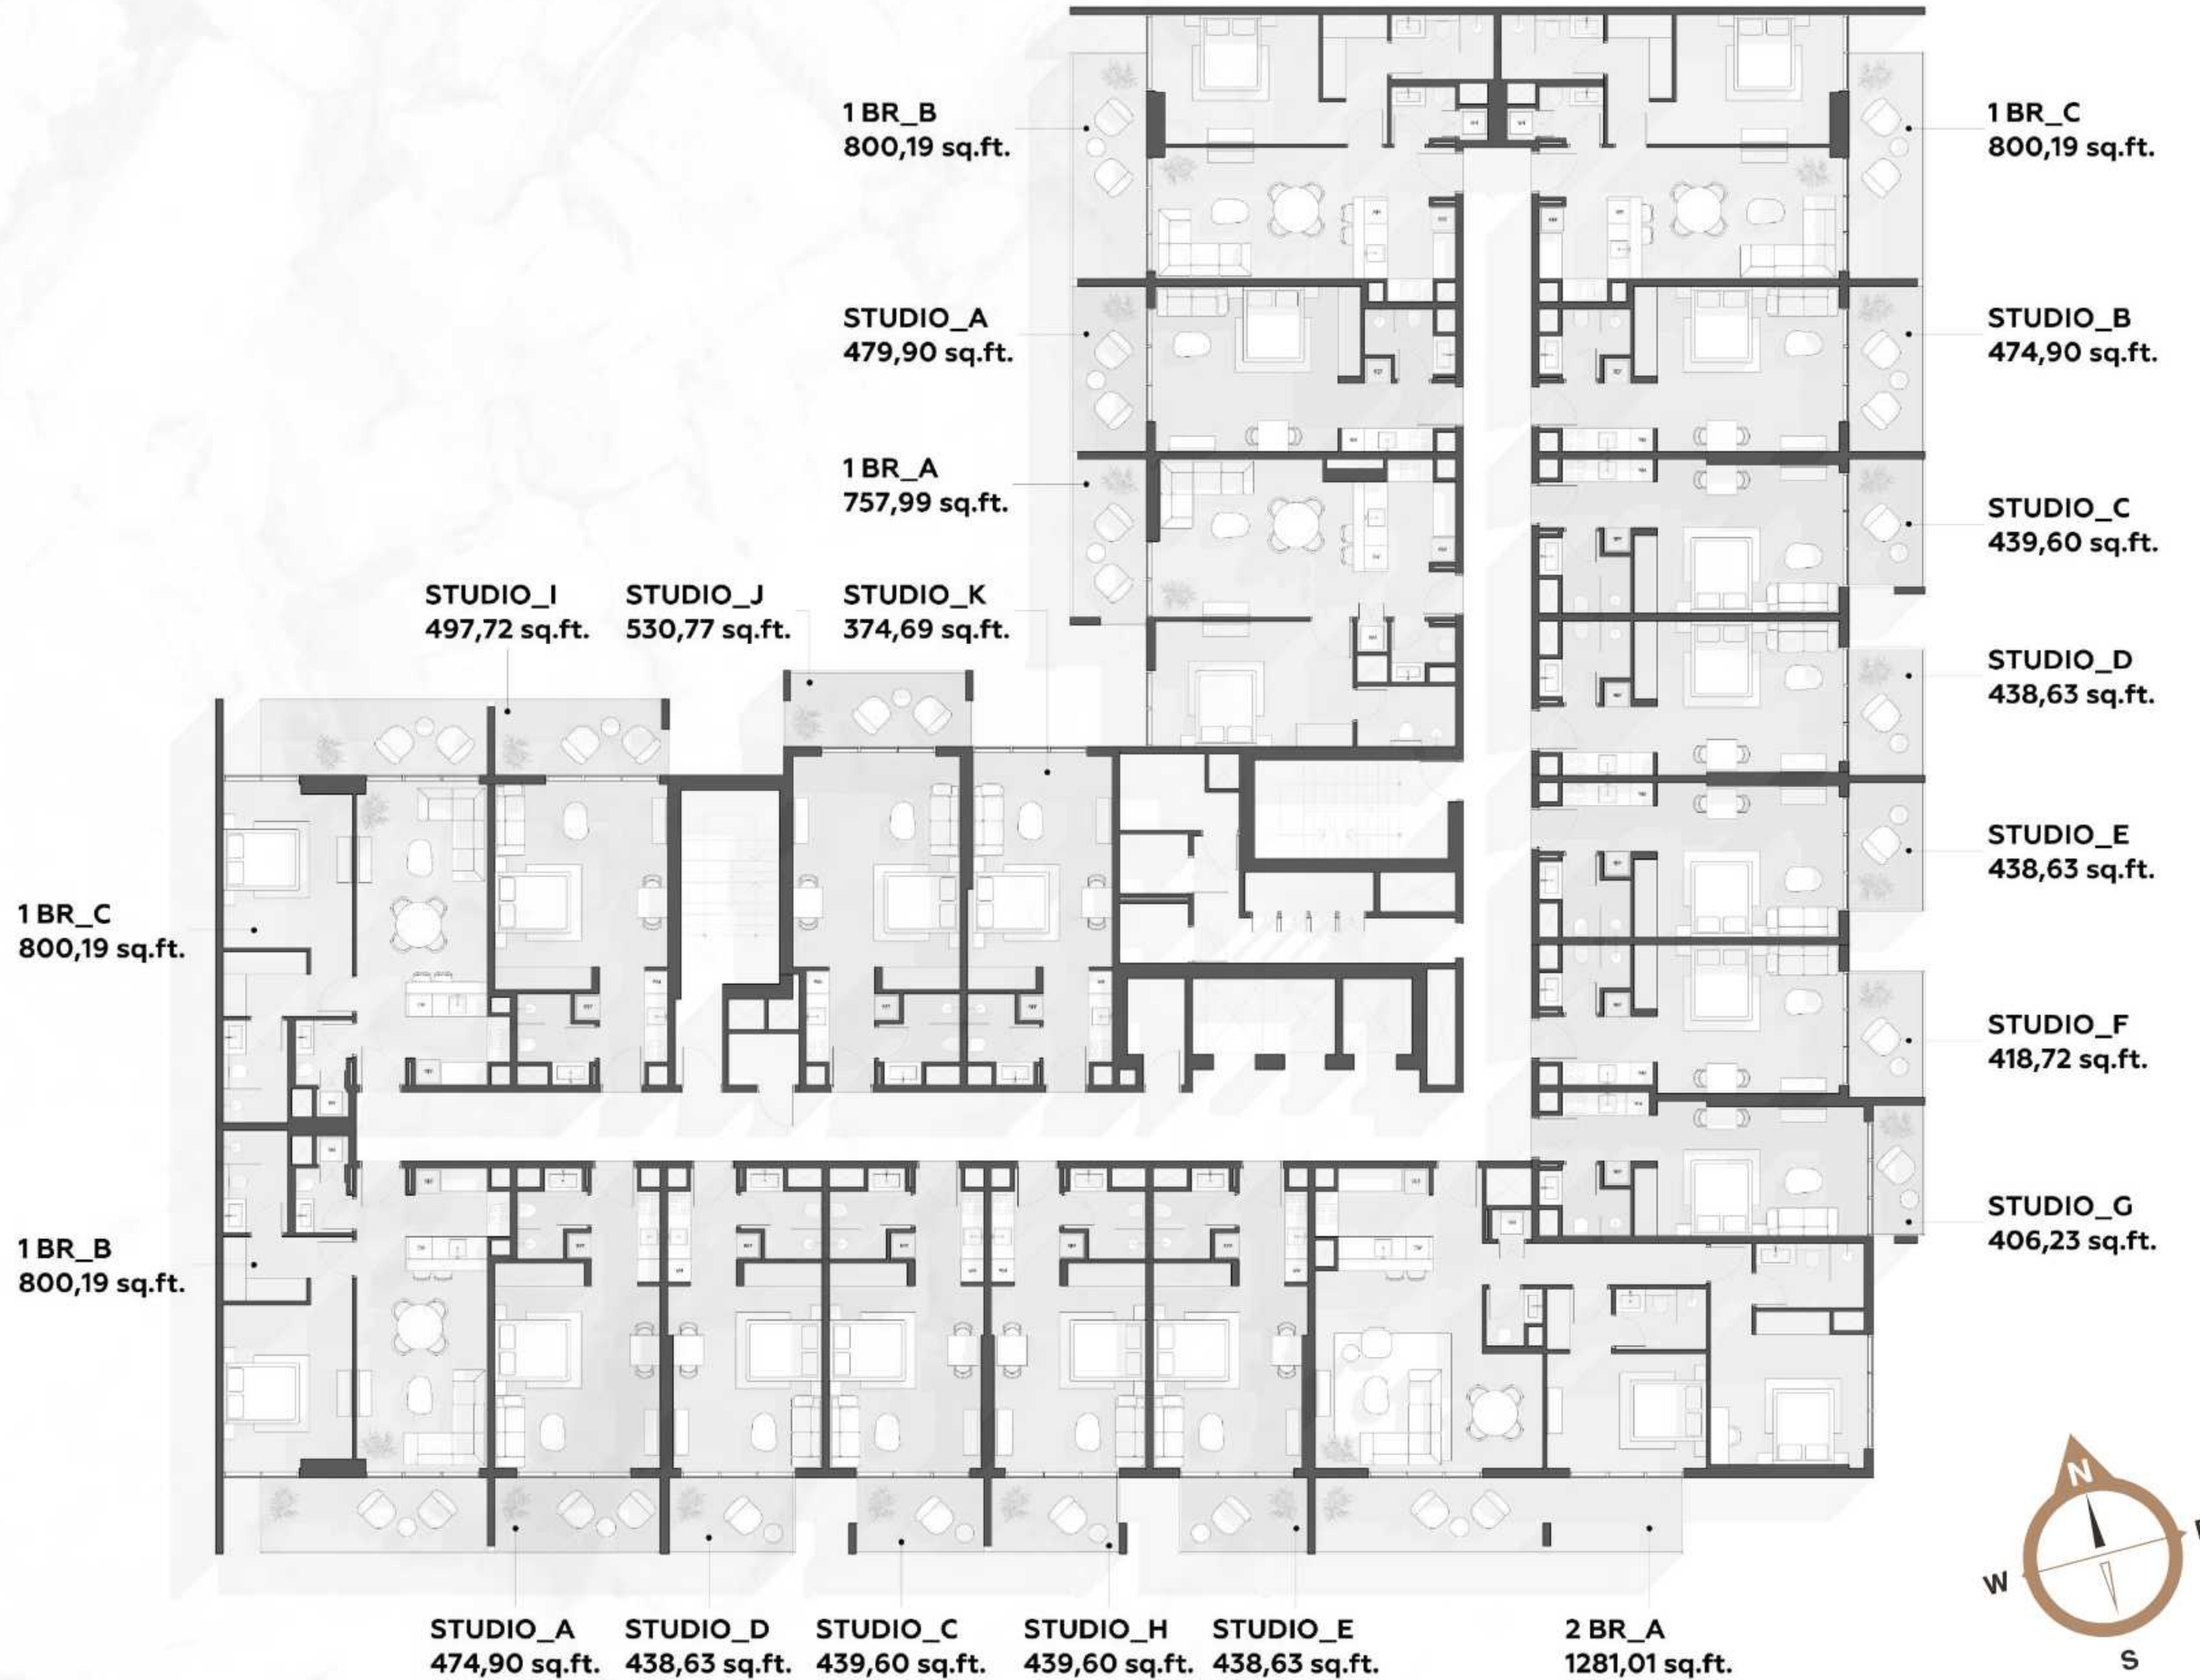 1 BR_B
800,19 sq.ft.
1 BR_C
800,19 sq.ft.
STUDIO_A
479,90 sq.ft.
STUDIO_B
474,90 sq.ft.
1 BR_A
757,99 sq.ft.
STUDIO_C
439,60 sq.ft.
STUDIO_I
497,72 sq.ft.
STUDIO_J
530,77 sq.ft.
STUDIO_K
374,69 sq.ft.
STUDIO_D
438,63 sq.ft.
STUDIO_E
438,63 sq.ft.
1 BR_C
800,19 sq.ft.
STUDIO_F
418,72 sq.ft.
STUDIO_G
406,23 sq.ft.
1 BR_B
800,19 sq.ft.
N
W
S
STUDIO_A
474,90 sq.ft.
STUDIO_D
438,63 sq.ft.
STUDIO_C
439,60 sq.ft.
STUDIO_H
439,60 sq.ft.
STUDIO_E
438,63 sq.ft.
2 BR_A
1281,01 sq.ft.